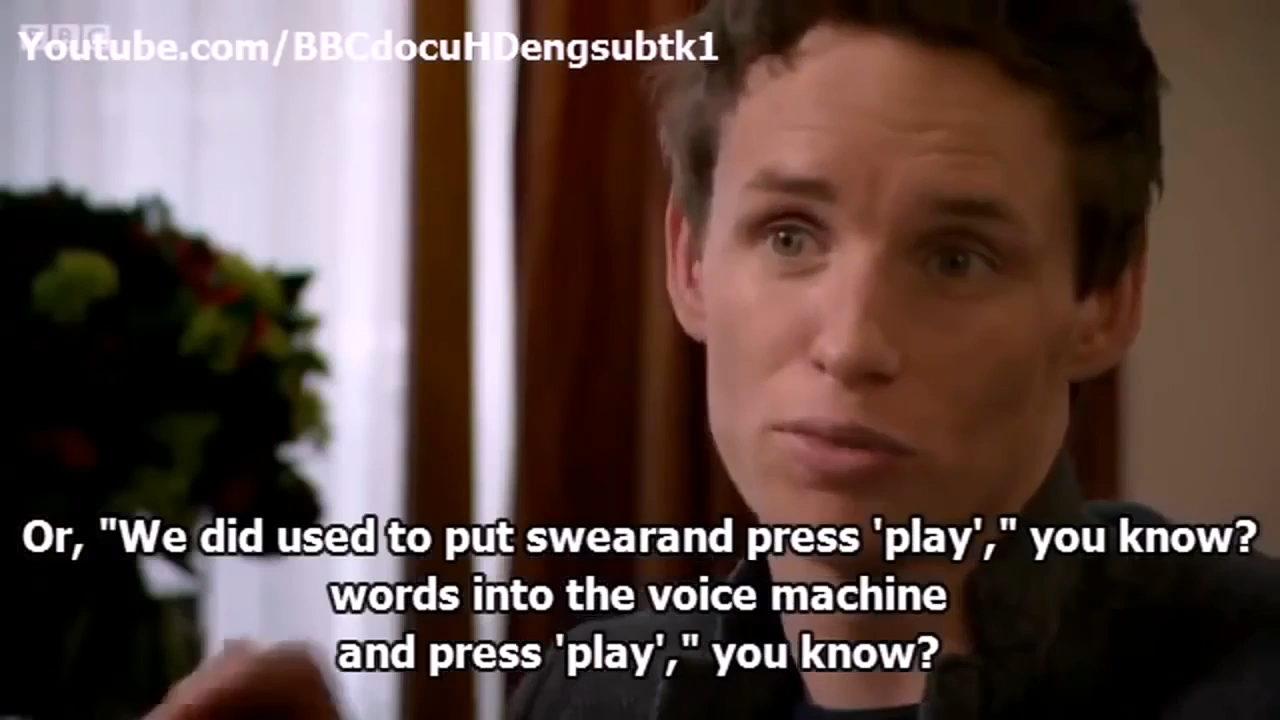 BBC
Youtube.com/BBCdocuHDengsubtk1
Or, "We did used to put swearand press 'play'," you know?
words into the voice machine
and press 'play'," you know?